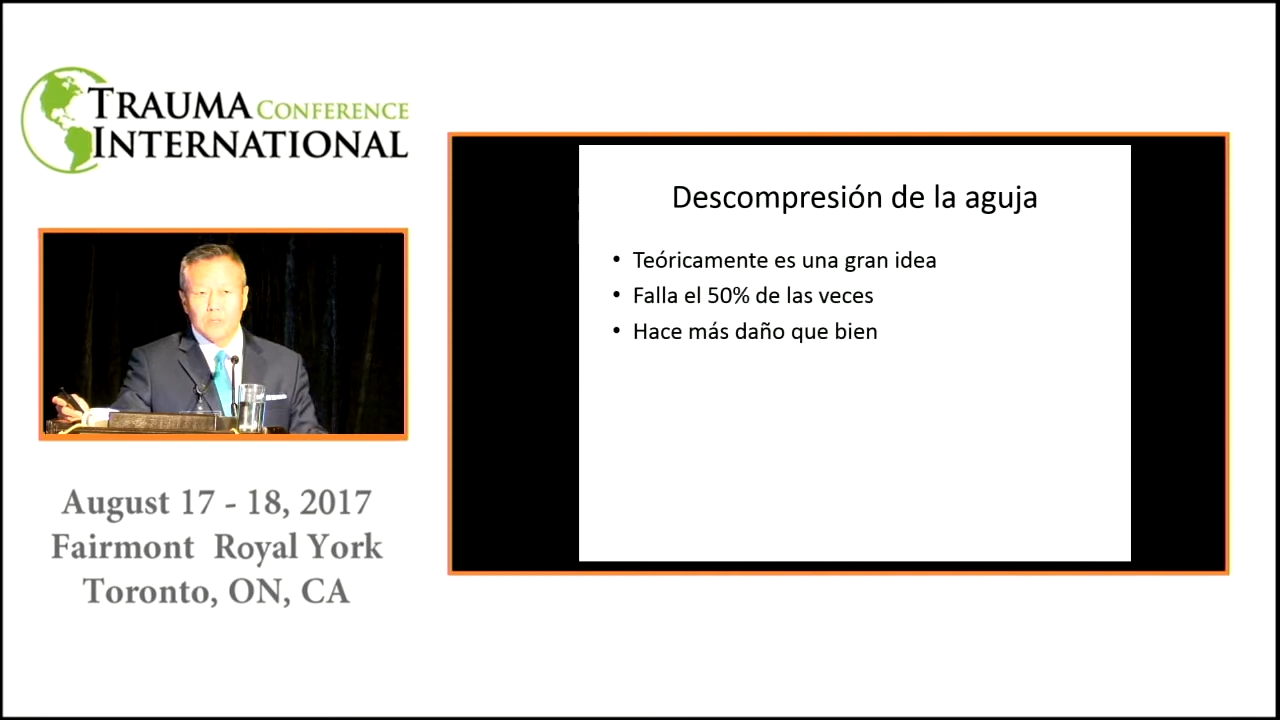 TRAUMA CONFERENCE
INTERNATIONAL
August 17 - 18, 2017
Fairmont Royal York
Toronto, ON, CA
Descompresión de la aguja
• Teóricamente es una gran idea
• Falla el 50% de las veces
• Hace más daño que bien